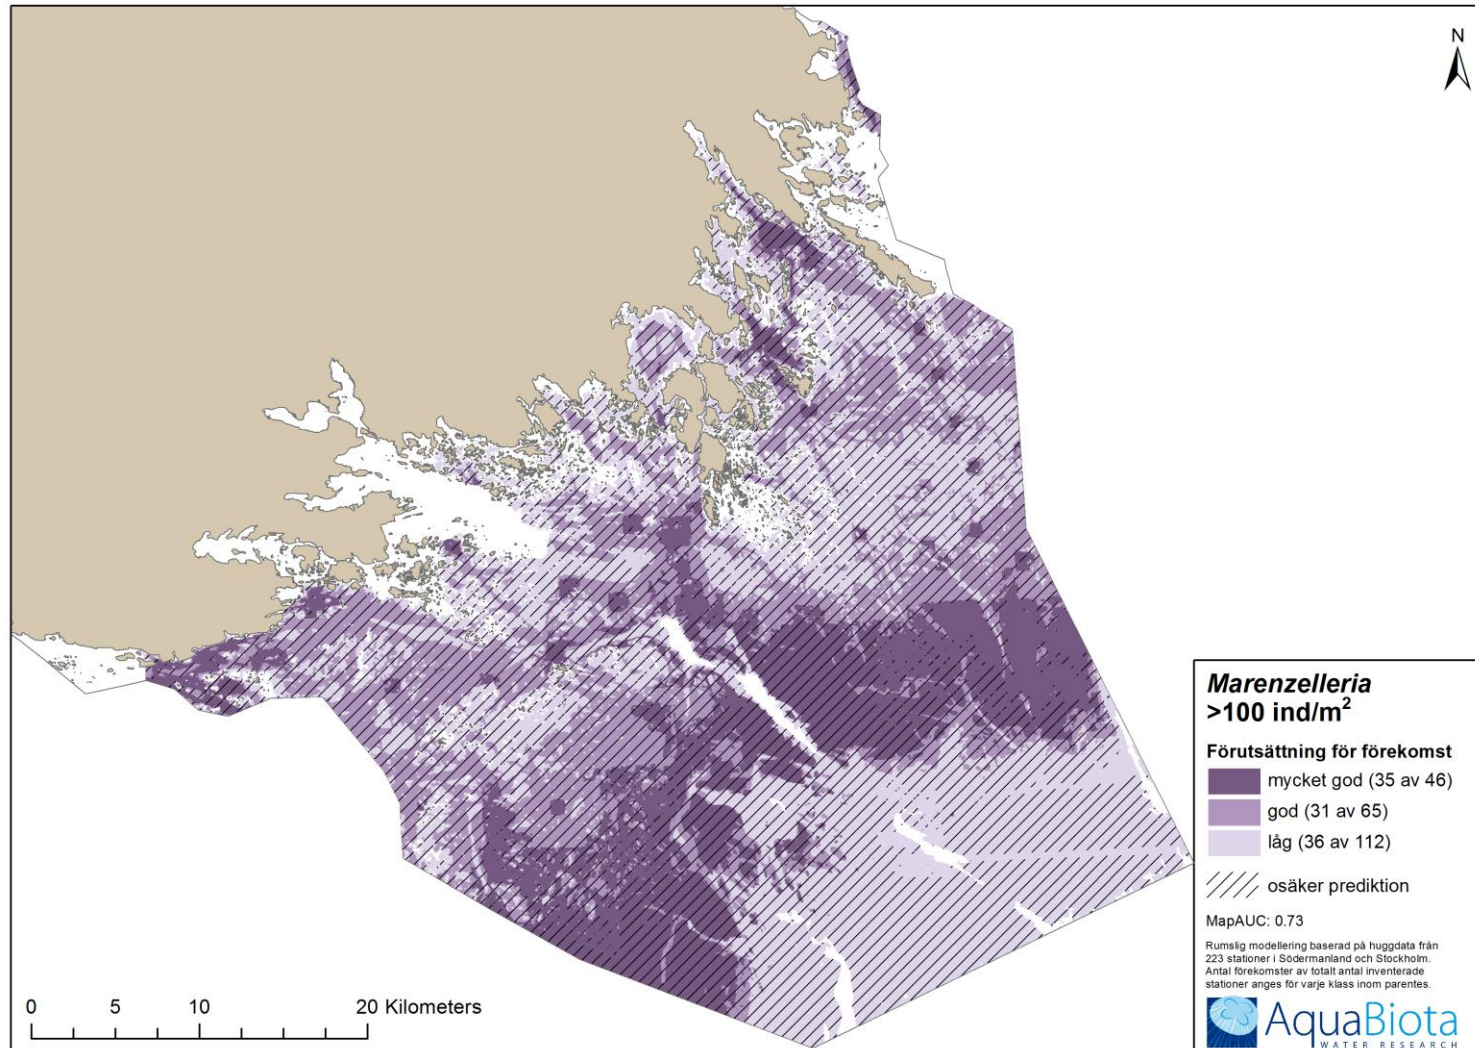 N
Marenzelleria
>100 ind/m²
Förutsättning för förekomst
mycket god (35 av 46)
god (31 av 65)
låg (36 av 112)
osäker prediktion
MapAUC: 0.73
Rumslig modellering baserad på huggdata från
223 stationer i Södermanland och Stockholm.
Antal förekomster av totalt antal inventerade
stationer anges för varje klass inom parentes.
AquaBiota
WATER RESEARCH
0 5 10 20 Kilometers